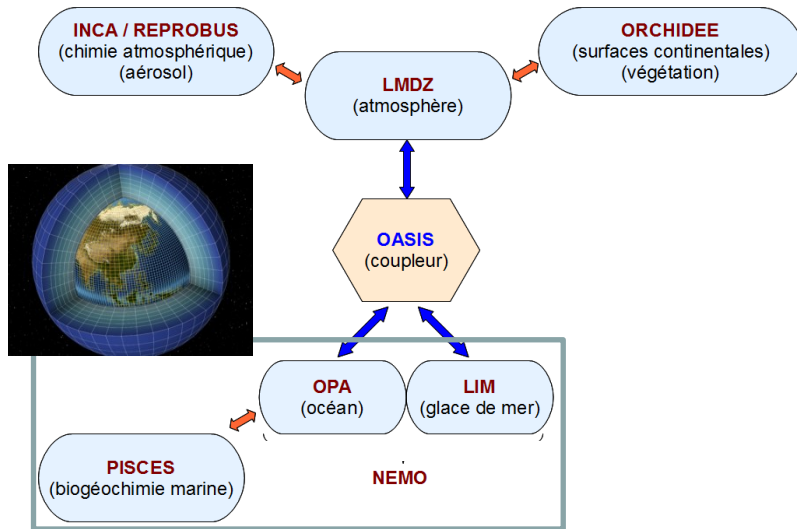 INCA / REPROBUS
(chimie atmosphérique)
(aérosol)
ORCHIDEE
(surfaces continentales)
(végétation)
LMDZ
(atmosphère)
OASIS
(coupleur)
OPA
(océan)
LIM
(glace de mer)
PISCES
(biogéochimie marine)
NEMO